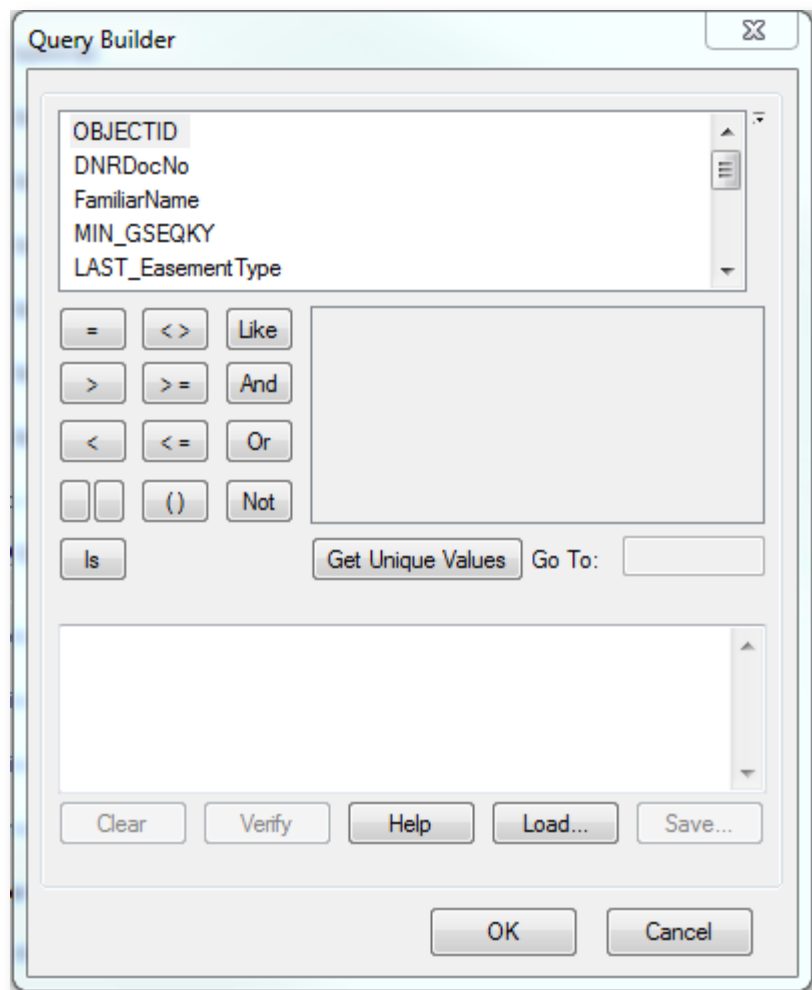 Query Builder
OBJECTID
DNRDocNo
FamiliarName
MIN_GSEQKY
LAST_EasementType
= < > Like
> > = And
< < = Or
( ) Not
Is Get Unique Values Go To:
Clear Verify Help Load... Save...
OK Cancel